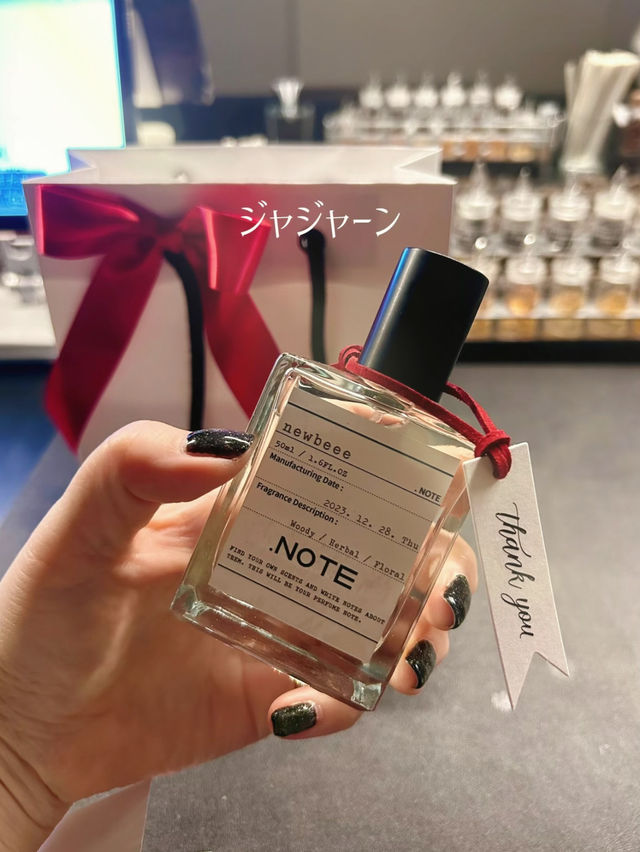 ジャジャーン
newbeee
50ml / 1.6FL.OZ
.NOTE
Manufacturing Date :
2023. 12. 28. Thu
Fragrance Description :
Woody / Herbal / Floral
.NOTE
FIND YOUR OWN SCENTS AND WRITE NOTES ABOUT
THEM. THIS WILL BE YOUR PERFUME NOTE.
thank you